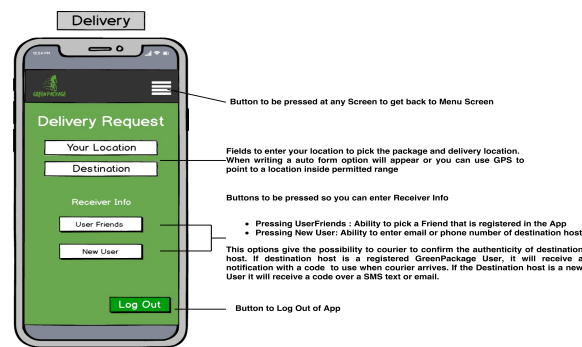 Delivery
GREENPACKAGE
Button to be pressed at any Screen to get back to Menu Screen
Delivery Request
Your Location
Destination
Fields to enter your location to pick the package and delivery location.
When writing a auto form option will appear or you can use GPS to
point to a location inside permitted range
Receiver Info
User Friends
New User
Buttons to be pressed so you can enter Receiver Info
• Pressing UserFriends : Ability to pick a Friend that is registered in the App
• Pressing New User: Ability to enter email or phone number of destination host
This options give the possibility to courier to confirm the authenticity of destination
host. If destination host is a registered GreenPackage User, it will receive a
notification with a code to use when courier arrives. If the Destination host is a new
User it will receive a code over a SMS text or email.
Log Out
Button to Log Out of App